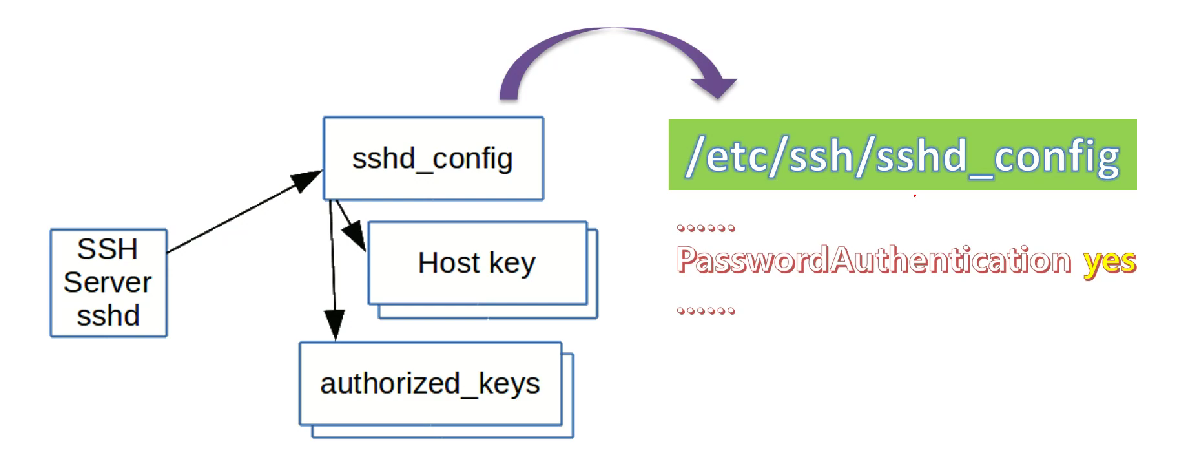 SSH
Server
sshd
sshd_config
Host key
authorized_keys
/etc/ssh/sshd_config
......
PasswordAuthentication yes
......